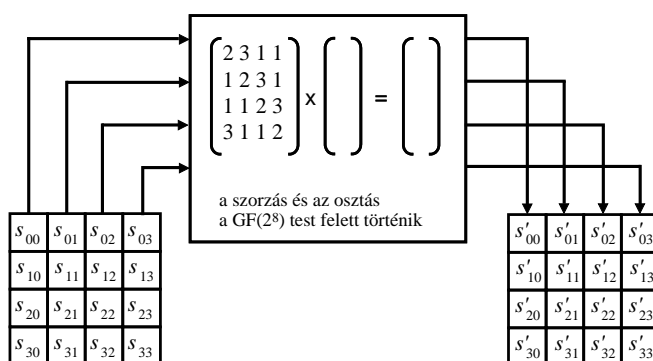 2 3 1 1
1 2 3 1
1 1 2 3
3 1 1 2
x
=
a szorzás és az osztás
a GF(2⁸) test felett történik
s₀₀ s₀₁ s₀₂ s₀₃
s₁₀ s₁₁ s₁₂ s₁₃
s₂₀ s₂₁ s₂₂ s₂₃
s₃₀ s₃₁ s₃₂ s₃₃
s′₀₀ s′₀₁ s′₀₂ s′₀₃
s′₁₀ s′₁₁ s′₁₂ s′₁₃
s′₂₀ s′₂₁ s′₂₂ s′₂₃
s′₃₀ s′₃₁ s′₃₂ s′₃₃